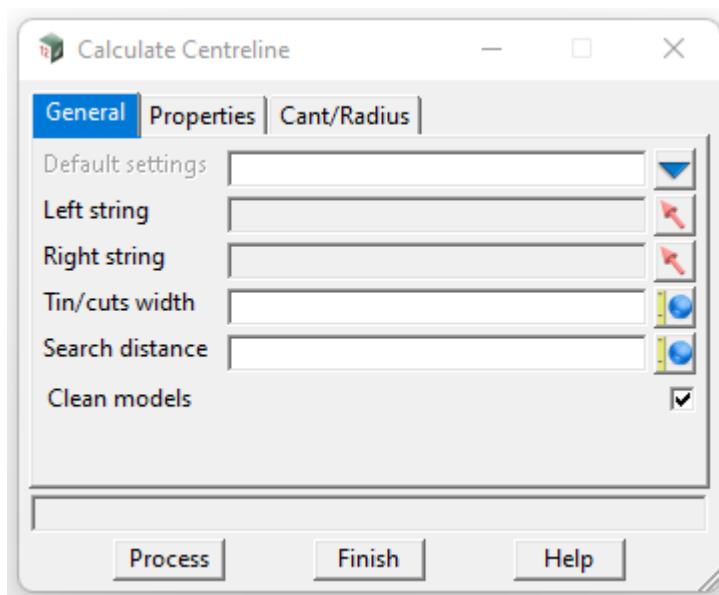 Calculate Centreline
General Properties Cant/Radius
Default settings
Left string
Right string
Tin/cuts width
Search distance
Clean models
Process Finish Help